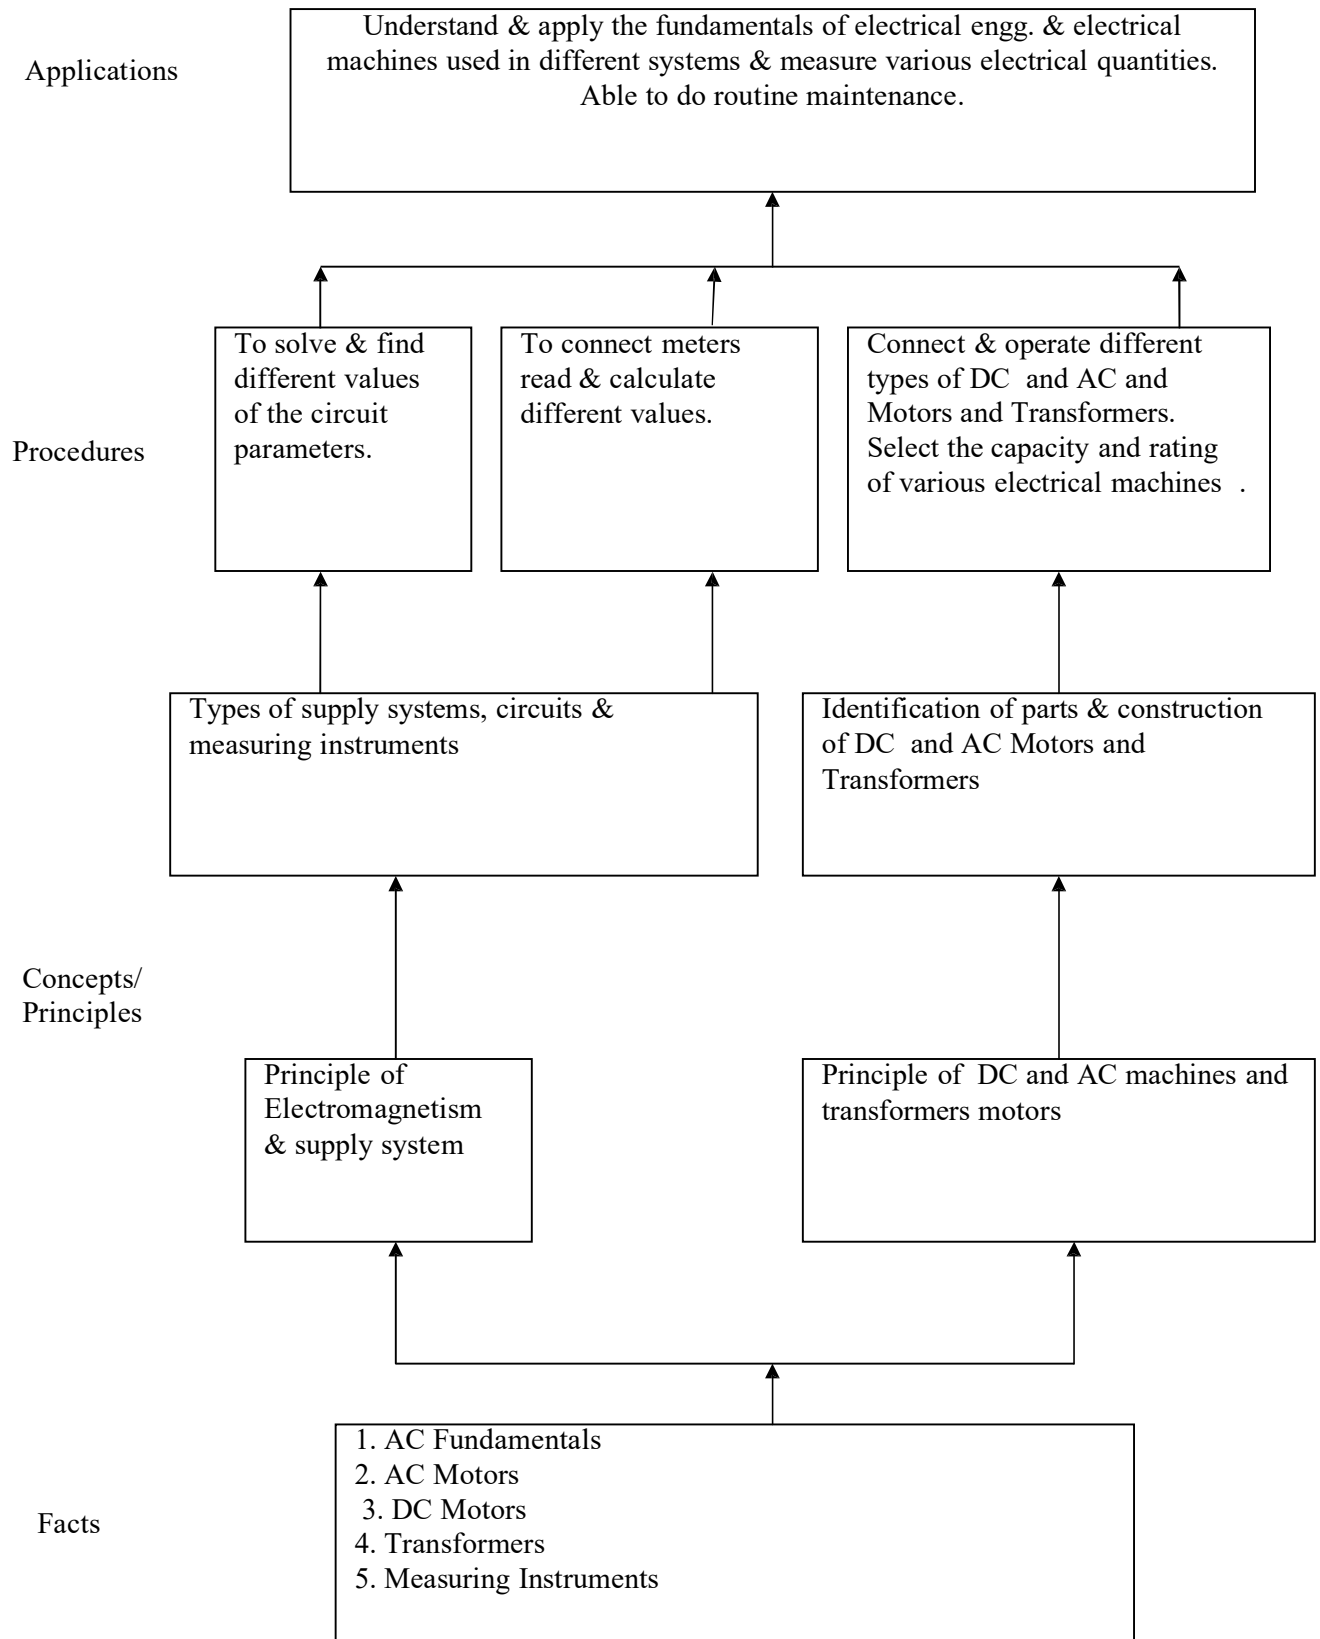 Applications
Understand & apply the fundamentals of electrical engg. & electrical
machines used in different systems & measure various electrical quantities.
Able to do routine maintenance.
Procedures
To solve & find
different values
of the circuit
parameters.
To connect meters
read & calculate
different values.
Connect & operate different
types of DC  and AC and
Motors and Transformers.
Select the capacity and rating
of various electrical machines  .
Types of supply systems, circuits &
measuring instruments
Identification of parts & construction
of DC  and AC Motors and
Transformers
Concepts/
Principles
Principle of
Electromagnetism
& supply system
Principle of  DC and AC machines and
transformers motors
Facts
1. AC Fundamentals
2. AC Motors
3. DC Motors
4. Transformers
5. Measuring Instruments